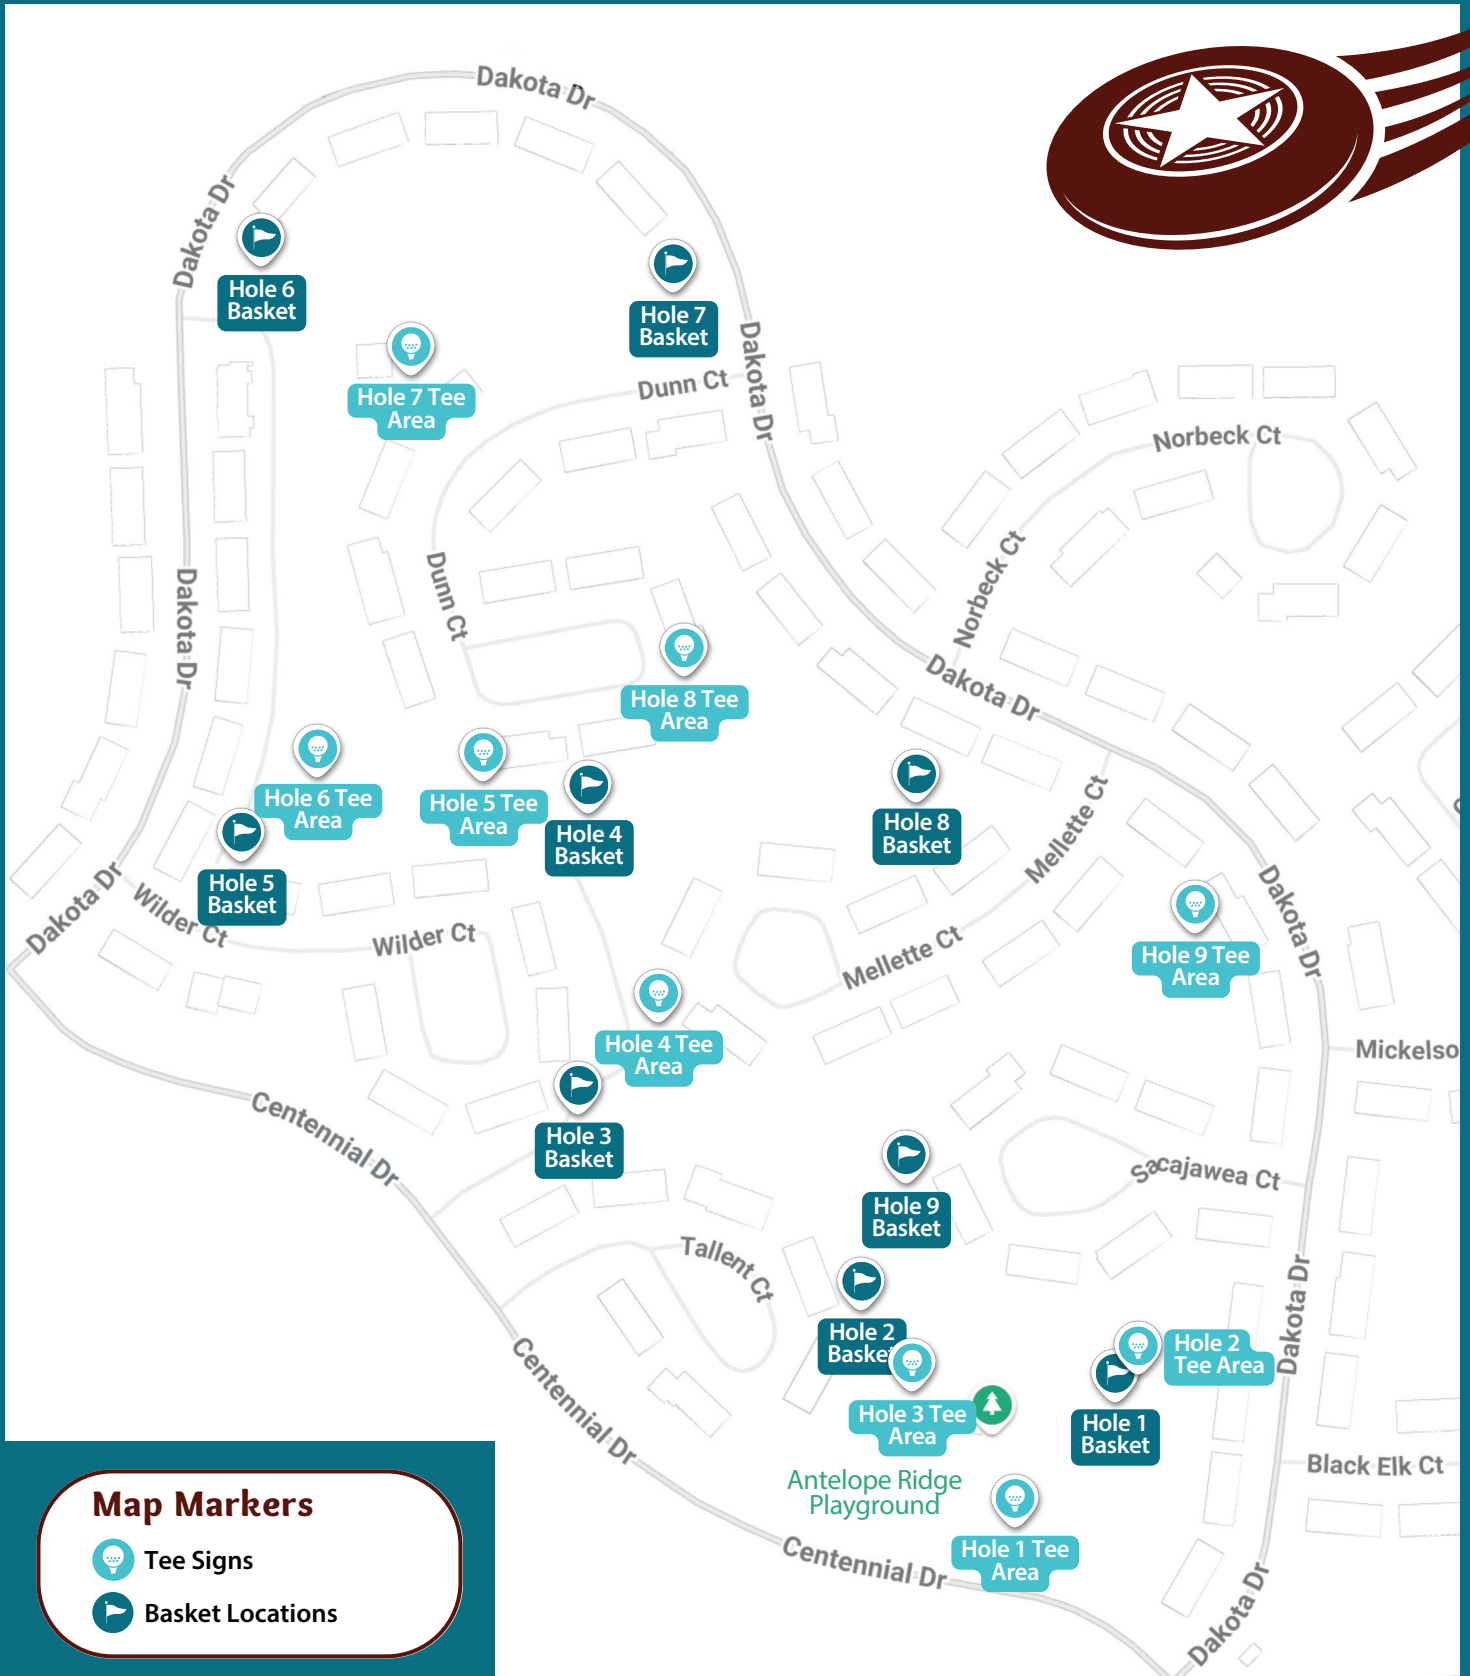 Dakota Dr
Dakota Dr
Hole 6
Basket
Hole 7
Basket
Dakota Dr
Hole 7 Tee
Area
Dunn Ct
Norbeck Ct
Dunn Ct
Norbeck Ct
Dakota Dr
Hole 8 Tee
Area
Dakota Dr
Hole 6 Tee
Area
Hole 5 Tee
Area
Hole 4
Basket
Hole 8
Basket
Mellette Ct
Hole 5
Basket
Dakota Dr
Wilder Ct
Wilder Ct
Mellette Ct
Hole 9 Tee
Area
Dakota Dr
Hole 4 Tee
Area
Mickelso
Centennial Dr
Hole 3
Basket
Sacajawea Ct
Hole 9
Basket
Tallent Ct
Hole 2
Basket
Hole 2
Tee Area
Dakota Dr
Hole 3 Tee
Area
Hole 1
Basket
Centennial Dr
Black Elk Ct
Antelope Ridge
Playground
Hole 1 Tee
Area
Centennial Dr
Dakota Dr
Map Markers
Tee Signs
Basket Locations